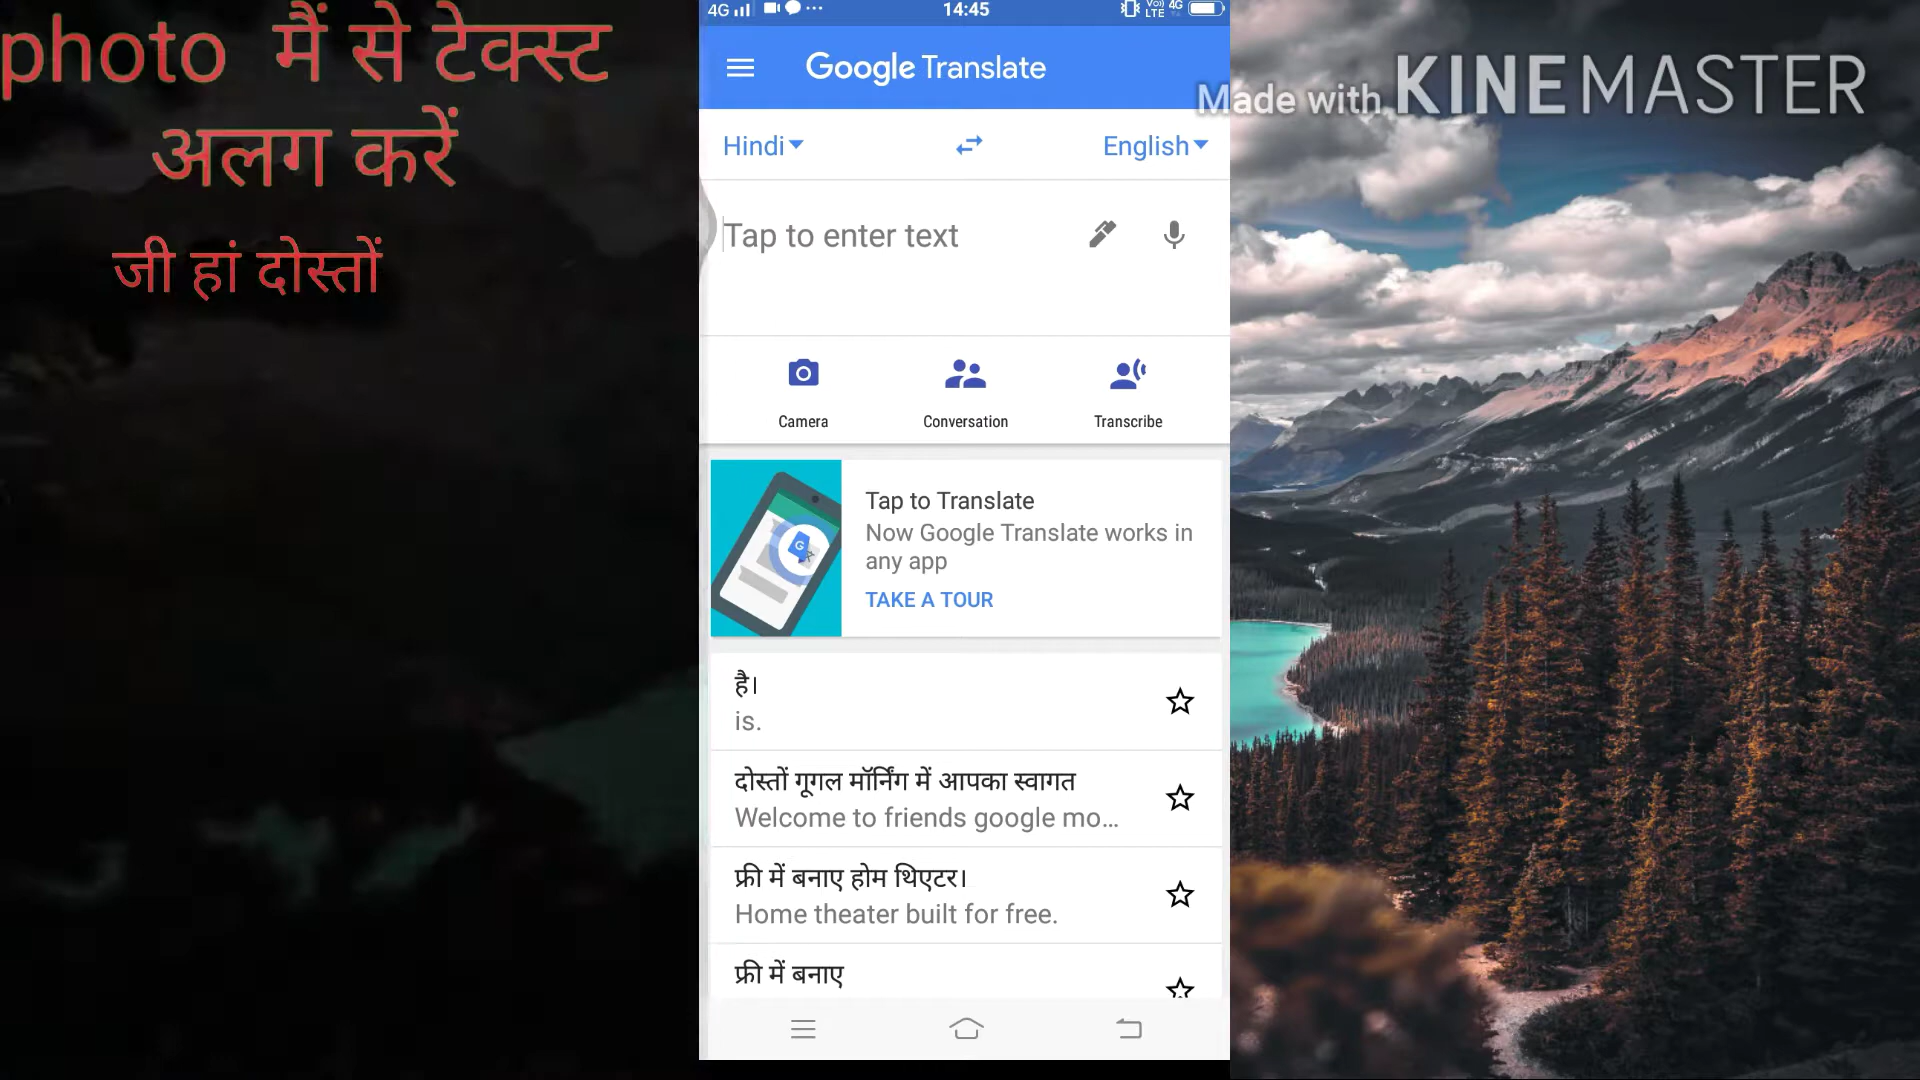 photo मैं से टेक्स्ट
अलग करें
जी हां दोस्तों
4G 14:45 VoLTE 4G
Google Translate
Made with KINEMASTER
Hindi English
Tap to enter text
Camera Conversation Transcribe
Tap to Translate
Now Google Translate works in
any app
TAKE A TOUR
है।
is.
दोस्तों गूगल मॉर्निंग में आपका स्वागत
Welcome to friends google mo...
फ्री में बनाए होम थिएटर।
Home theater built for free.
फ्री में बनाए